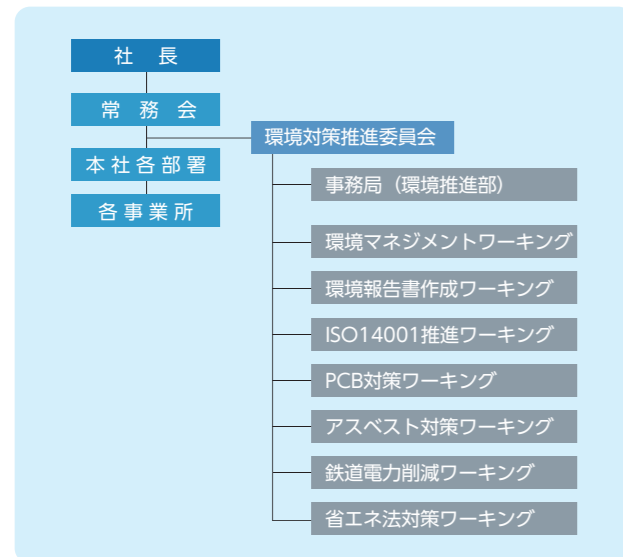 社長
常務会
環境対策推進委員会
本社各部署
各事業所
事務局（環境推進部）
環境マネジメントワーキング
環境報告書作成ワーキング
ISO14001推進ワーキング
PCB対策ワーキング
アスベスト対策ワーキング
鉄道電力削減ワーキング
省エネ法対策ワーキング